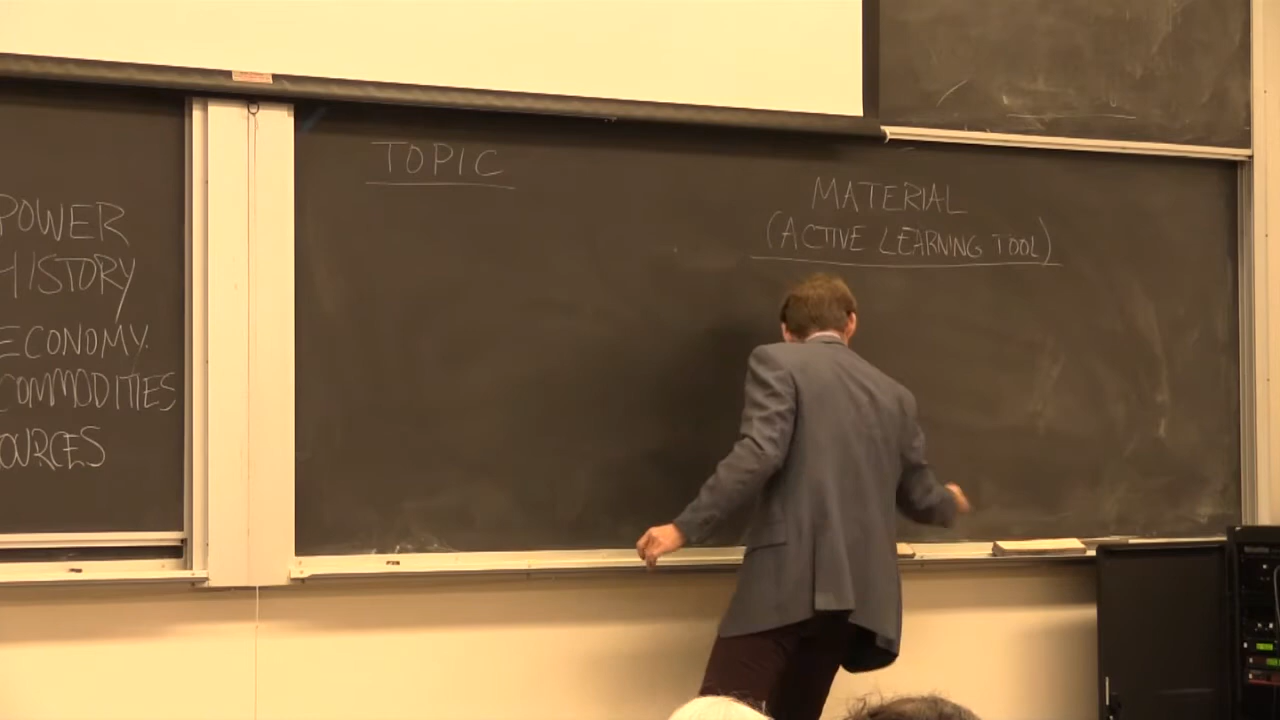 POWER
HISTORY
ECONOMY.
COMMODITIES
OURCES
TOPIC
MATERIAL
(ACTIVE LEARNING TOOL)